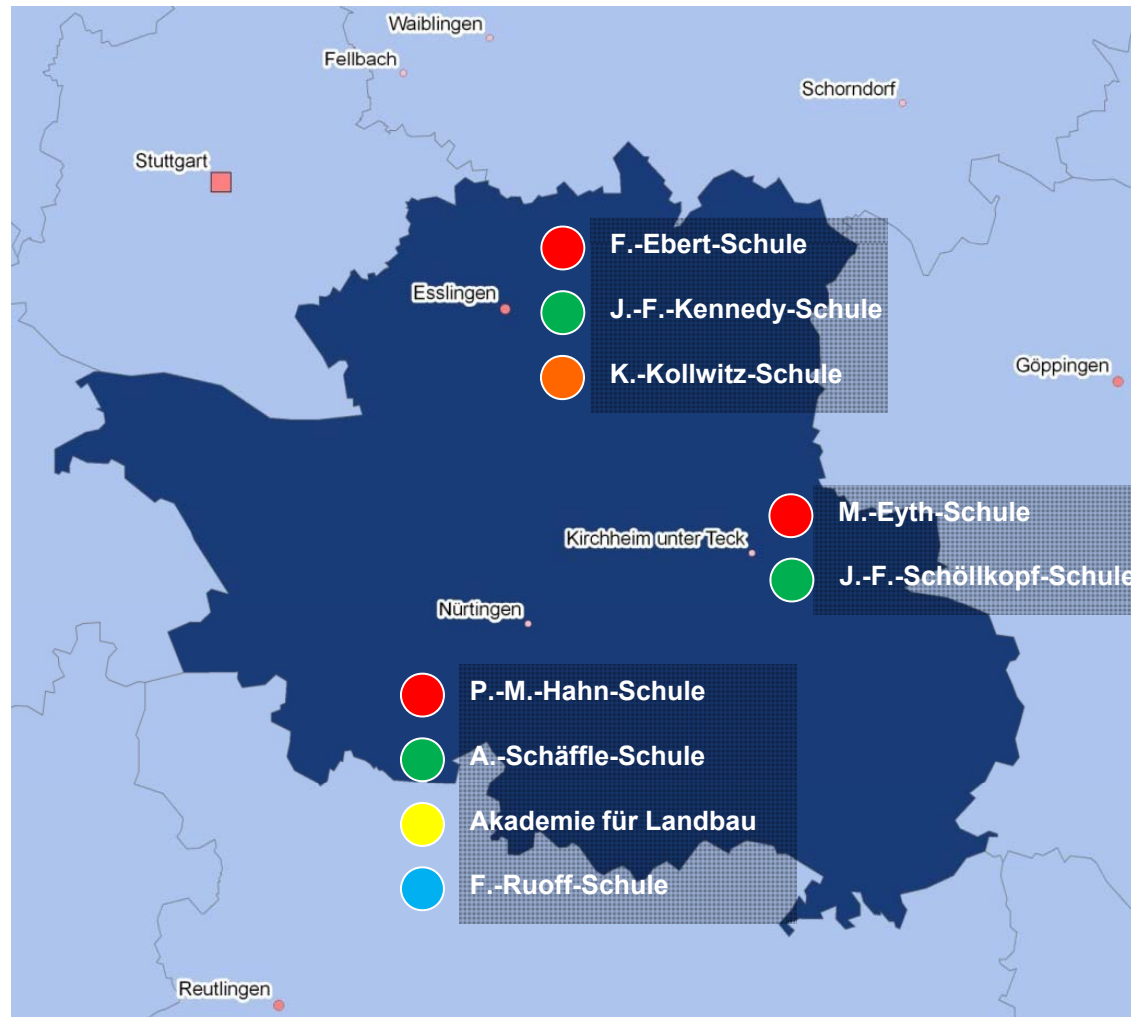 Waiblingen
Fellbach
Schorndorf
Stuttgart
F.-Ebert-Schule
Esslingen
J.-F.-Kennedy-Schule
K.-Kollwitz-Schule
Göppingen
M.-Eyth-Schule
Kirchheim unter Teck
J.-F.-Schöllkopf-Schule
Nürtingen
P.-M.-Hahn-Schule
A.-Schäffle-Schule
Akademie für Landbau
F.-Ruoff-Schule
Reutlingen